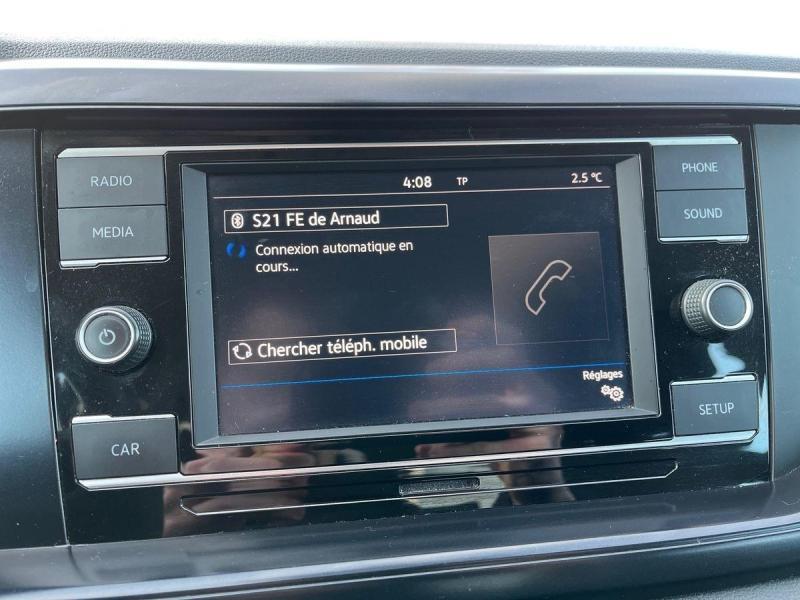 RADIO
MEDIA
CAR
4:08 TP 2.5 °C
S21 FE de Arnaud
Connexion automatique en
cours...
Chercher téléph. mobile
Réglages
PHONE
SOUND
SETUP